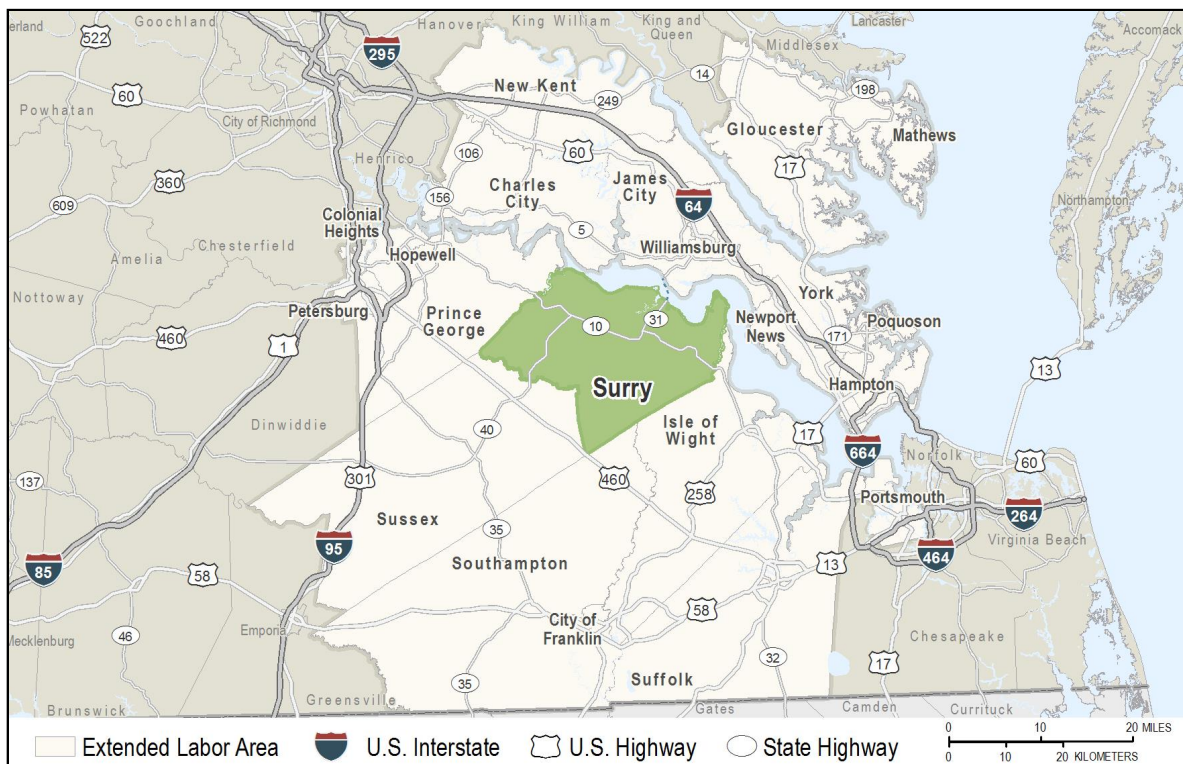 erland
Goochland
Hanover
King William
King and
Queen
Lancaster
Accomack
522
295
Middlesex
14
198
New Kent
249
60
Powhatan
City of Richmond
Gloucester
Mathews
Henrico
106
60
17
360
Charles
City
James
City
156
64
609
Northampton
Colonial
Heights
5
Chesterfield
Williamsburg
Hopewell
Amelia
York
Nottoway
Petersburg
Prince
George
10
31
Newport
News
Poquoson
171
460
1
13
Hampton
Surry
Dinwiddie
Isle of
Wight
40
17
664
Norfolk
60
301
460
137
258
Portsmouth
264
Sussex
35
Virginia Beach
95
464
85
Southampton
13
58
58
City of
Franklin
Emporia
Mecklenburg
46
Chesapeake
32
17
Suffolk
35
Greensville
Brunswick
Gates
Camden
Currituck
Extended Labor Area
U.S. Interstate
U.S. Highway
State Highway
0 10 20 MILES
0 10 20 KILOMETERS